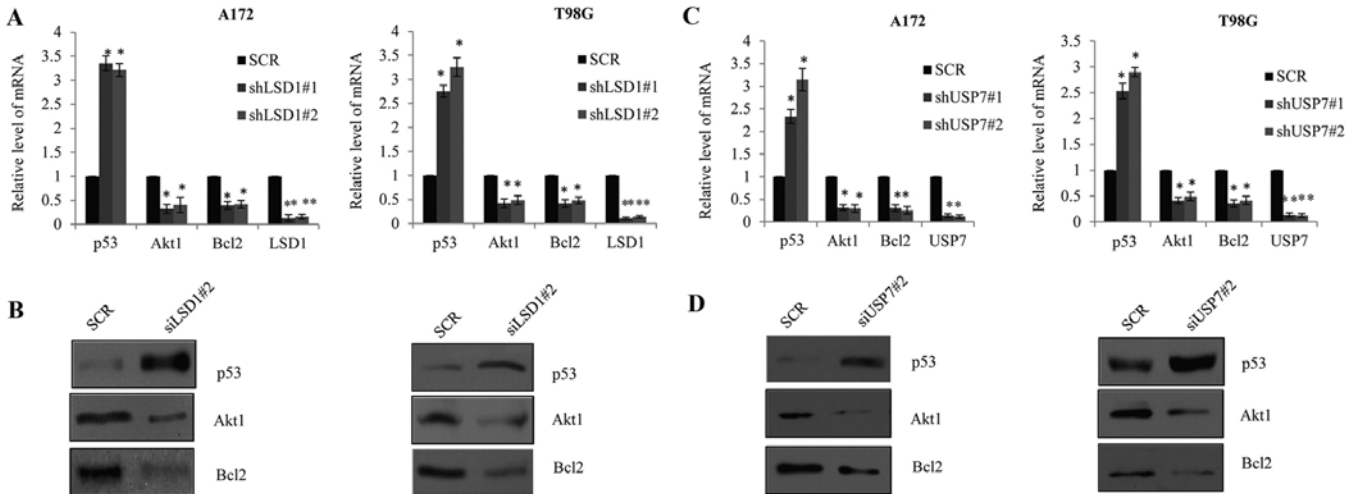 A
A172
Relative level of mRNA
4
3.5
3
2.5
2
1.5
1
0.5
0
* *
* *
* *
** **
SCR
shLSD1#1
shLSD1#2
p53 Akt1 Bcl2 LSD1
T98G
Relative level of mRNA
4
3.5
3
2.5
2
1.5
1
0.5
0
* *
**
* *
****
SCR
shLSD1#1
shLSD1#2
p53 Akt1 Bcl2 LSD1
C
A172
Relative level of mRNA
4
3.5
3
2.5
2
1.5
1
0.5
0
* *
* *
**
**
SCR
shUSP7#1
shUSP7#2
p53 Akt1 Bcl2 USP7
T98G
Relative level of mRNA
3.5
3
2.5
2
1.5
1
0.5
0
* *
* *
* *
****
SCR
shUSP7#1
shUSP7#2
p53 Akt1 Bcl2 USP7
B
SCR siLSD1#2
p53
Akt1
Bcl2
SCR siLSD1#2
p53
Akt1
Bcl2
D
SCR siUSP7#2
p53
Akt1
Bcl2
SCR siUSP7#2
p53
Akt1
Bcl2